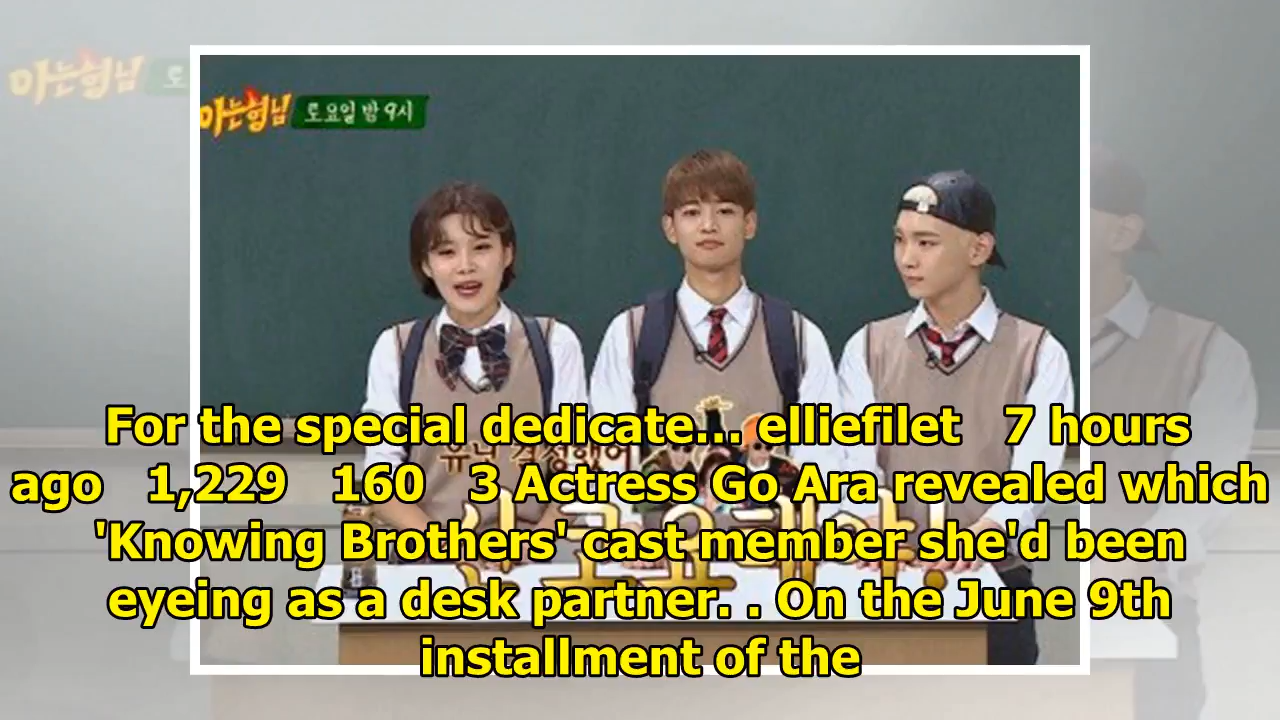 아는형님 토
아는형님 토요일 밤 9시
For the special dedicate... elliefilet 7 hours
ago 1,229 160 3 Actress Go Ara revealed which
'Knowing Brothers' cast member she'd been
eyeing as a desk partner. . On the June 9th
installment of the